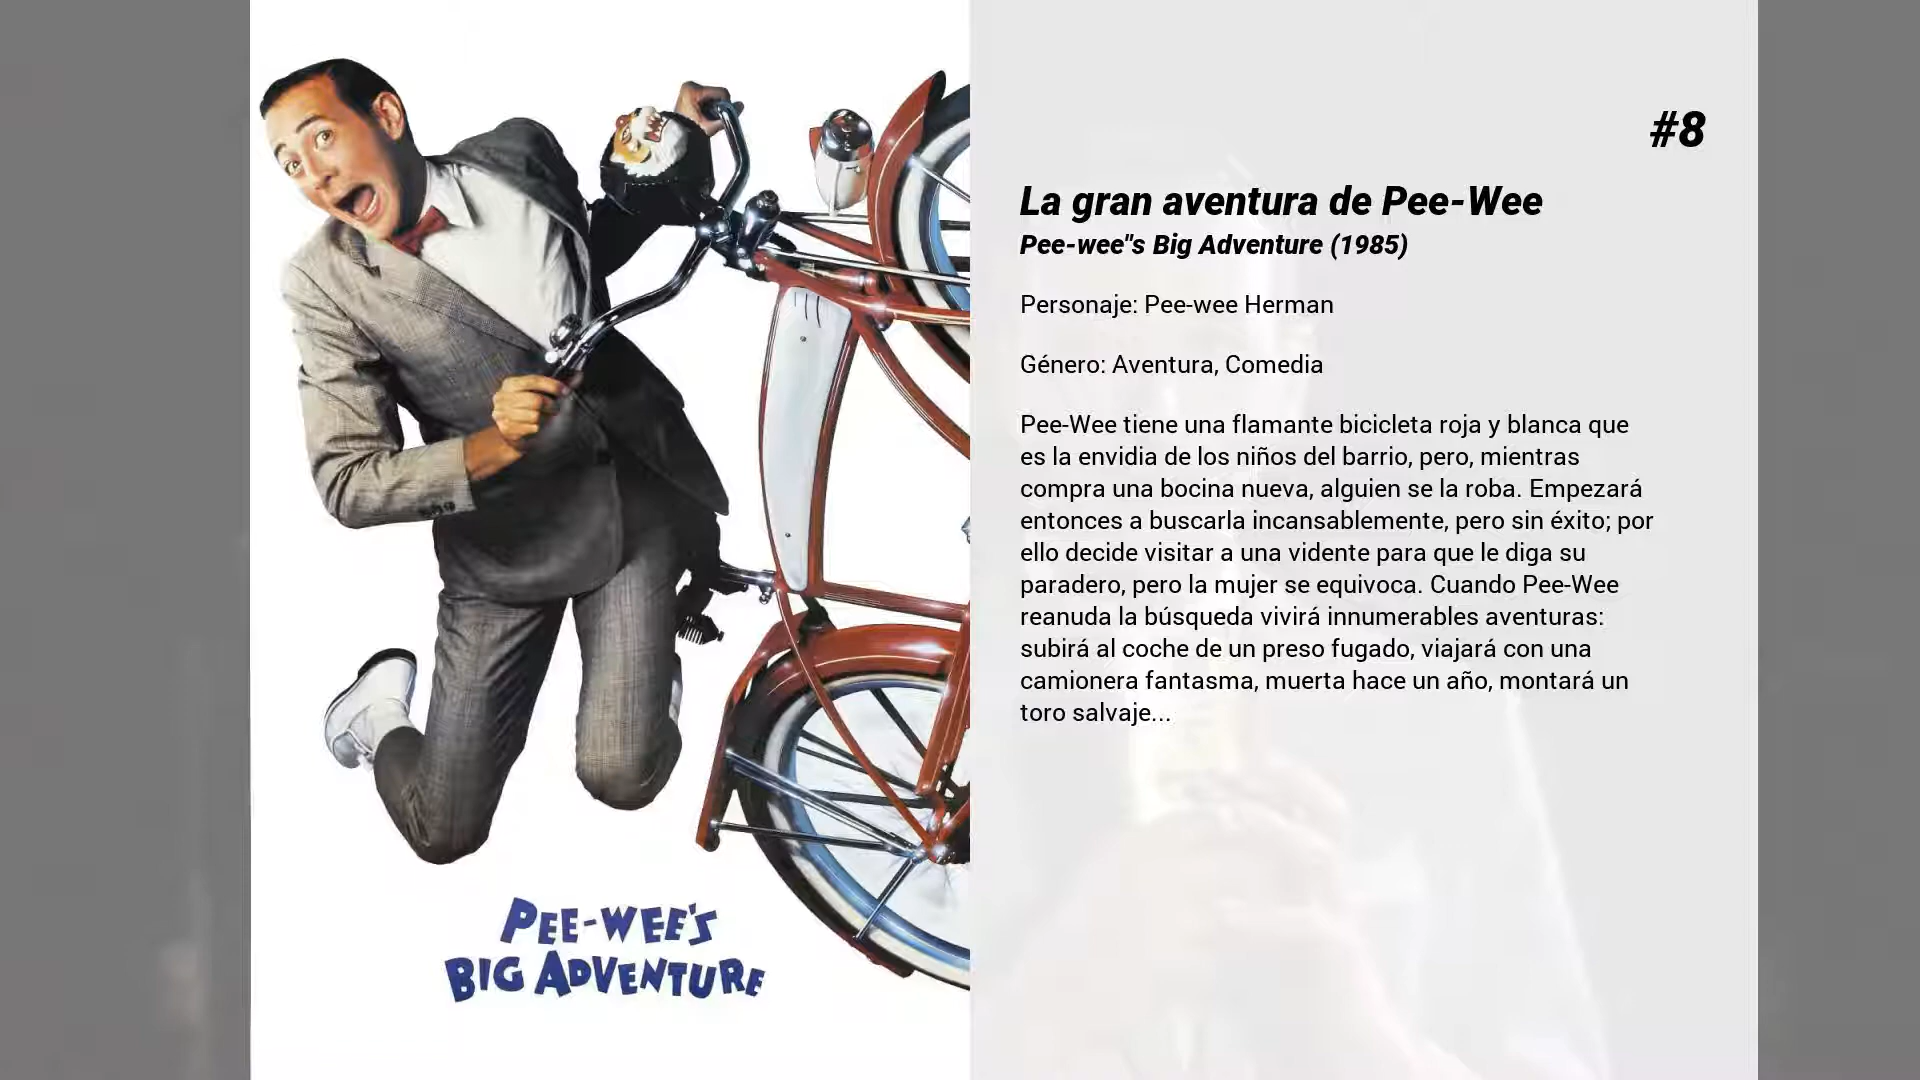 #8
La gran aventura de Pee-Wee
Pee-wee"s Big Adventure (1985)
Personaje: Pee-wee Herman
Género: Aventura, Comedia
Pee-Wee tiene una flamante bicicleta roja y blanca que
es la envidia de los niños del barrio, pero, mientras
compra una bocina nueva, alguien se la roba. Empezará
entonces a buscarla incansablemente, pero sin éxito; por
ello decide visitar a una vidente para que le diga su
paradero, pero la mujer se equivoca. Cuando Pee-Wee
reanuda la búsqueda vivirá innumerables aventuras:
subirá al coche de un preso fugado, viajará con una
camionera fantasma, muerta hace un año, montará un
toro salvaje...
PEE-WEE'S
BIG ADVENTURE